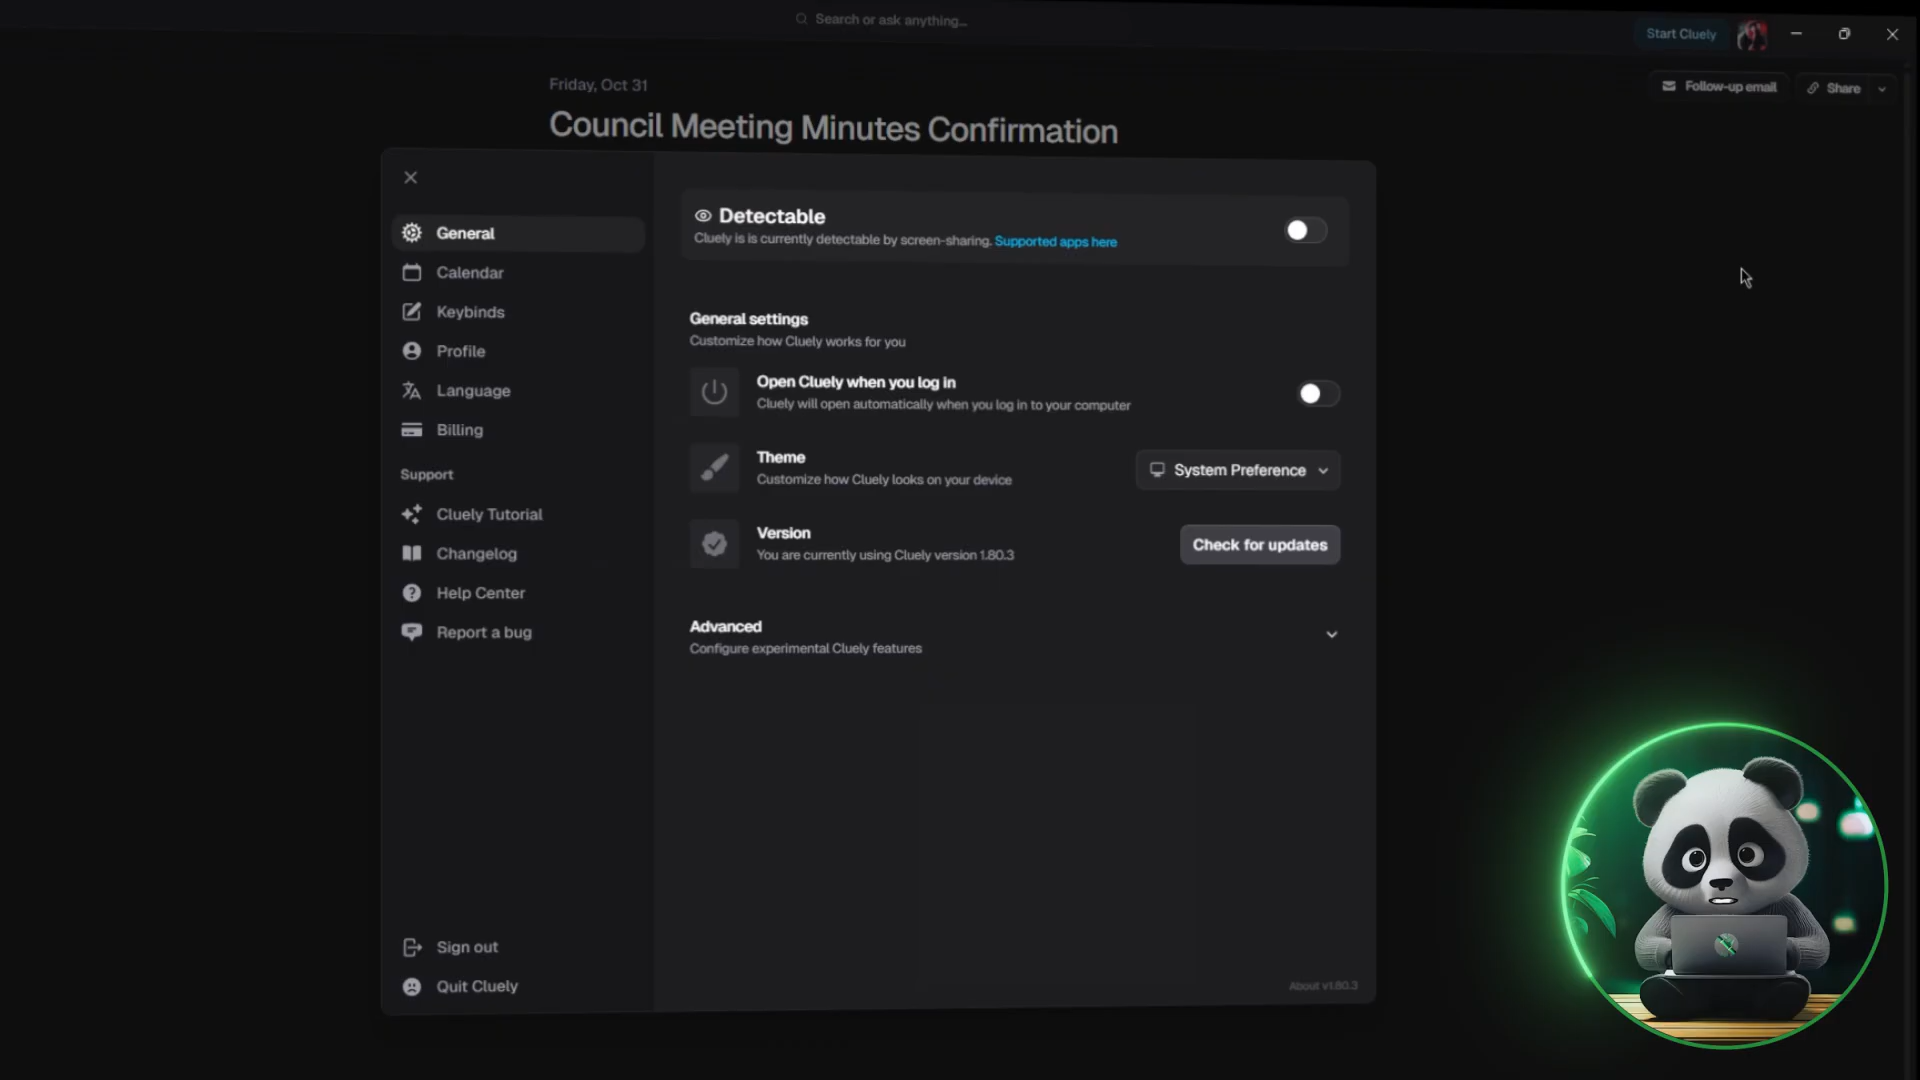 Search or ask anything...
Start Cluely
Friday, Oct 31
Follow-up email
Share
Council Meeting Minutes Confirmation
General
Calendar
Keybinds
Profile
Language
Billing
Support
Cluely Tutorial
Changelog
Help Center
Report a bug
Sign out
Quit Cluely
Detectable
Cluely is is currently detectable by screen-sharing. Supported apps here
General settings
Customize how Cluely works for you
Open Cluely when you log in
Cluely will open automatically when you log in to your computer
Theme
Customize how Cluely looks on your device
System Preference
Version
You are currently using Cluely version 1.80.3
Check for updates
Advanced
Configure experimental Cluely features
About v1.80.3